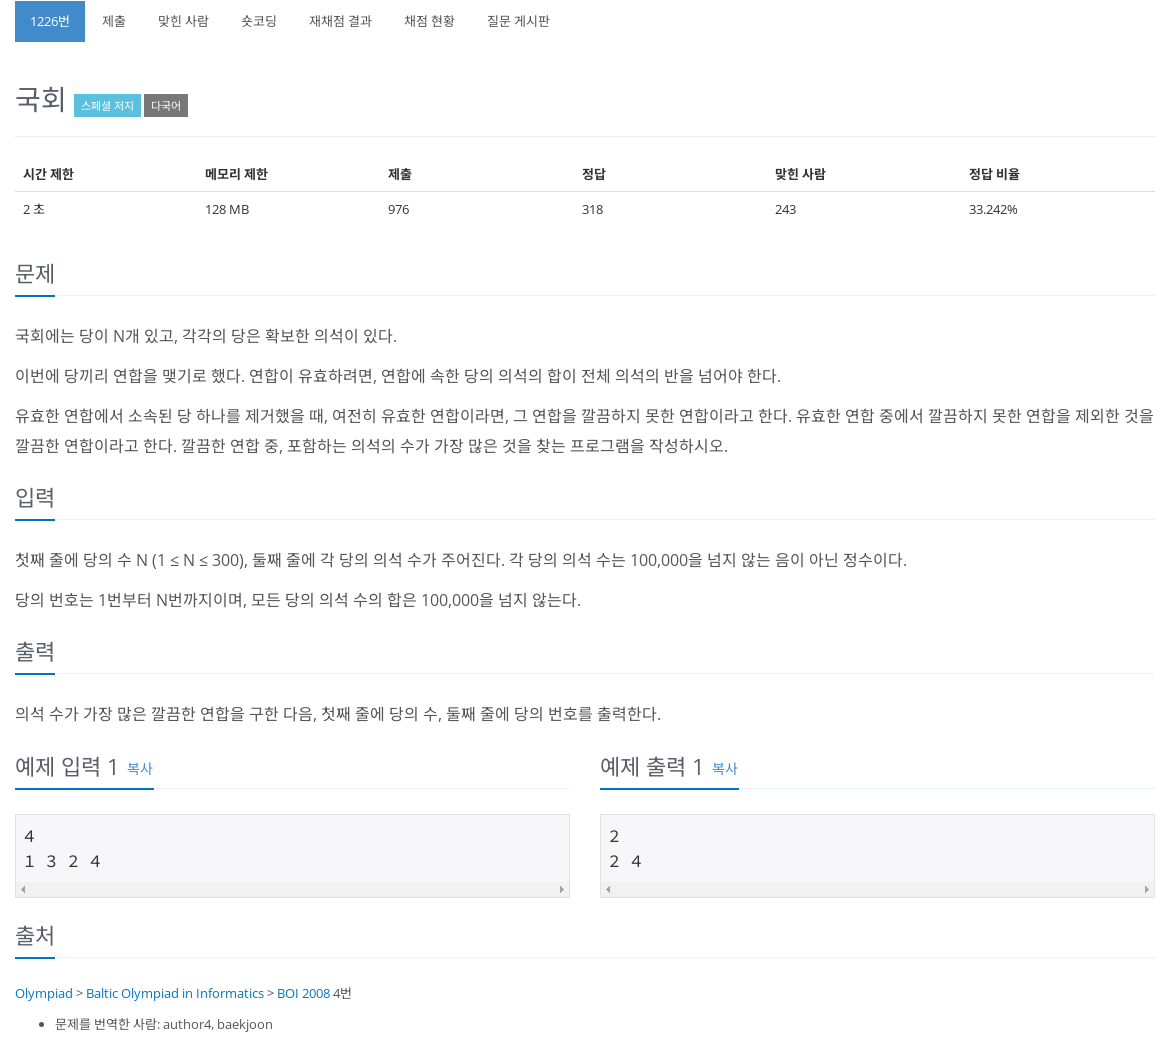 1226번 제출 맞힌 사람 숏코딩 재채점 결과 채점 현황 질문 게시판
국회 스페셜 저지 다국어
시간 제한 메모리 제한 제출 정답 맞힌 사람 정답 비율
2 초 128 MB 976 318 243 33.242%
문제
국회에는 당이 N개 있고, 각각의 당은 확보한 의석이 있다.
이번에 당끼리 연합을 맺기로 했다. 연합이 유효하려면, 연합에 속한 당의 의석의 합이 전체 의석의 반을 넘어야 한다.
유효한 연합에서 소속된 당 하나를 제거했을 때, 여전히 유효한 연합이라면, 그 연합을 깔끔하지 못한 연합이라고 한다. 유효한 연합 중에서 깔끔하지 못한 연합을 제외한 것을
깔끔한 연합이라고 한다. 깔끔한 연합 중, 포함하는 의석의 수가 가장 많은 것을 찾는 프로그램을 작성하시오.
입력
첫째 줄에 당의 수 N (1 ≤ N ≤ 300), 둘째 줄에 각 당의 의석 수가 주어진다. 각 당의 의석 수는 100,000을 넘지 않는 음이 아닌 정수이다.
당의 번호는 1번부터 N번까지이며, 모든 당의 의석 수의 합은 100,000을 넘지 않는다.
출력
의석 수가 가장 많은 깔끔한 연합을 구한 다음, 첫째 줄에 당의 수, 둘째 줄에 당의 번호를 출력한다.
예제 입력 1 복사
4
1 3 2 4
예제 출력 1 복사
2
2 4
출처
Olympiad > Baltic Olympiad in Informatics > BOI 2008 4번
• 문제를 번역한 사람: author4, baekjoon